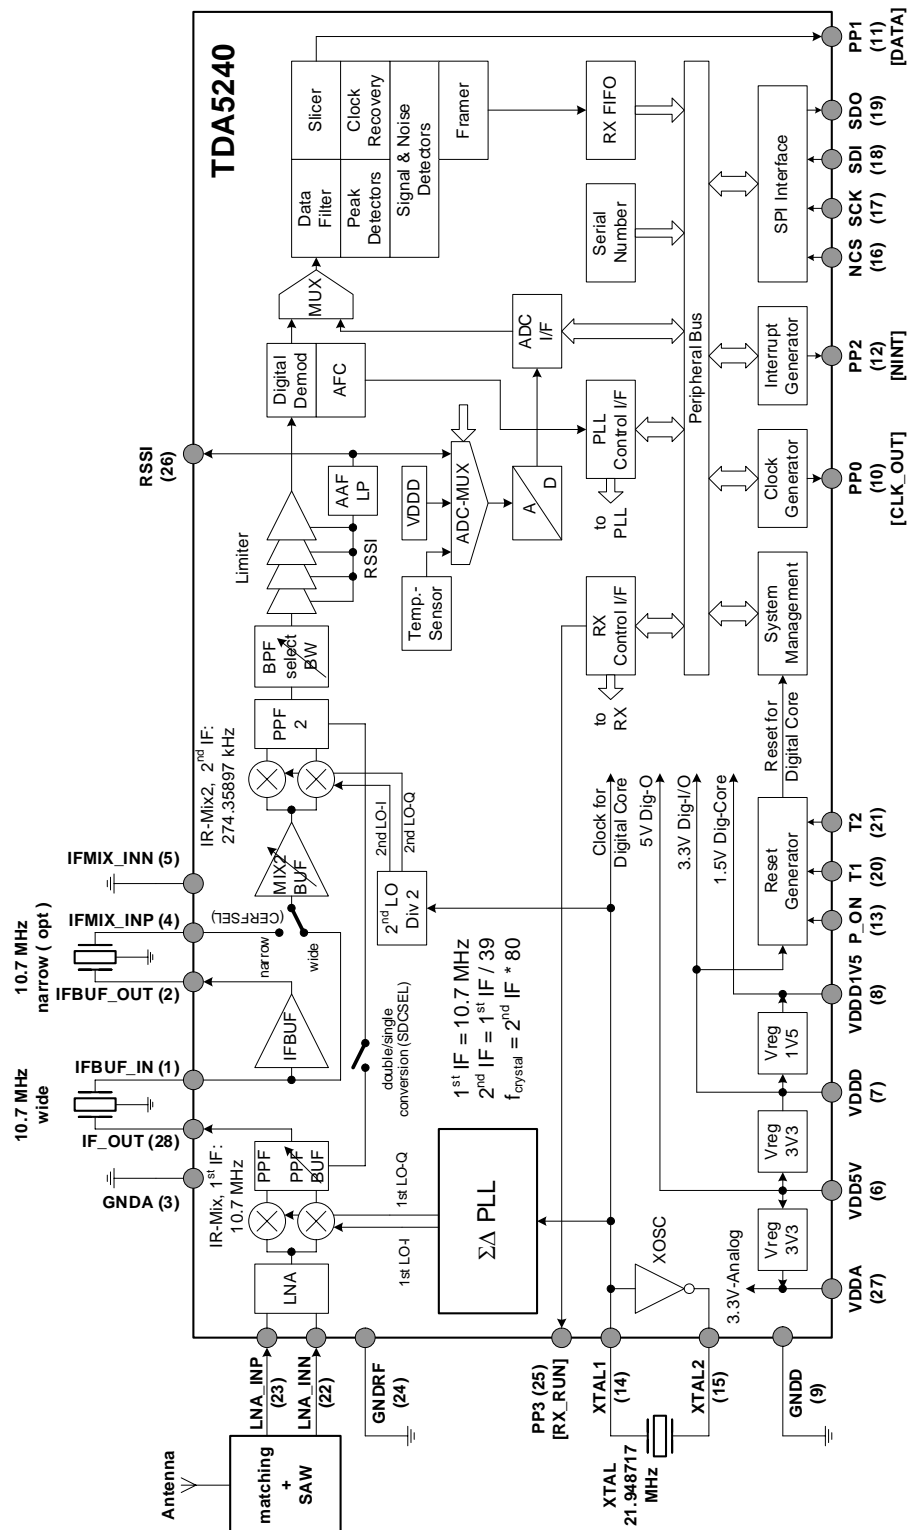 TDA5240
Antenna
matching
+
SAW
LNA_INP
(23)
LNA_INN
(22)
GNDRF
(24)
PP3 (25)
[RX_RUN]
XTAL1
(14)
XTAL
21.948717
MHz
XTAL2
(15)
GNDD
(9)
GNDA (3)
IF_OUT (28)
10.7 MHz
wide
IFBUF_IN (1)
IFBUF_OUT (2)
10.7 MHz
narrow ( opt )
IFMIX_INP (4)
IFMIX_INN (5)
RSSI
(26)
LNA
IR-Mix, 1st IF:
10.7 MHz
PPF
PPF
BUF
IFBUF
narrow
(CERFSEL)
wide
MIX2
BUF
IR-Mix2, 2nd IF:
274.35897 kHz
PPF
2
BPF
select
BW
Limiter
RSSI
AAF
LP
Digital
Demod
AFC
MUX
Data
Filter
Slicer
Peak
Detectors
Clock
Recovery
Signal & Noise
Detectors
Framer
1st LO-I
1st LO-Q
double/single
conversion (SDCSEL)
2nd LO-I
2nd LO-Q
2nd LO
Div 2
ΣΔ PLL
1st IF = 10.7 MHz
2nd IF = 1st IF / 39
fcrystal = 2nd IF * 80
Temp.-
Sensor
VDDD
ADC-MUX
A
D
ADC
I/F
XOSC
Clock for
Digital Core
5V Dig-O
3.3V Dig-I/O
1.5V Dig-Core
3.3V-Analog
to
RX
RX
Control I/F
to
PLL
PLL
Control I/F
Serial
Number
RX FIFO
Peripheral Bus
Vreg
3V3
Vreg
3V3
Vreg
1V5
Reset
Generator
Reset for
Digital Core
System
Management
Clock
Generator
Interrupt
Generator
SPI Interface
VDDA
(27)
VDD5V
(6)
VDDD
(7)
VDDD1V5
(8)
P_ON
(13)
T1
(20)
T2
(21)
PP0
(10)
[CLK_OUT]
PP2
(12)
[NINT]
NCS
(16)
SCK
(17)
SDI
(18)
SDO
(19)
PP1
(11)
[DATA]